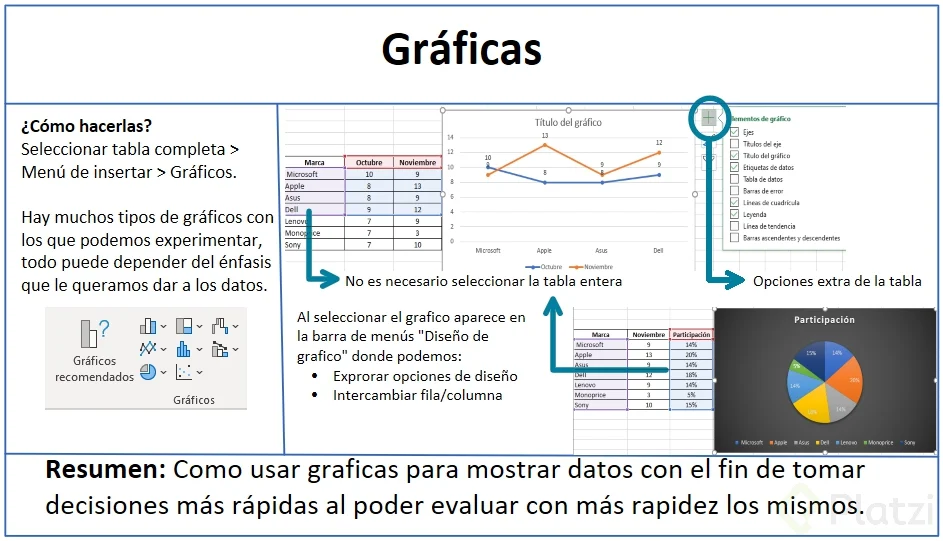 Gráficas
¿Cómo hacerlas?
Seleccionar tabla completa >
Menú de insertar > Gráficos.
Hay muchos tipos de gráficos con
los que podemos experimentar,
todo puede depender del énfasis
que le queramos dar a los datos.
Gráficos
recomendados
Gráficos
Marca Octubre Noviembre
Microsoft 10 9
Apple 8 13
Asus 8 9
Dell 9 12
Lenovo 7 9
Monoprice 7 3
Sony 7 10
Título del gráfico
14
12
10
8
6
4
2
0
10
9
13
8
9
8
12
9
Microsoft Apple Asus Dell
Octubre Noviembre
Elementos de gráfico
Ejes
Títulos del eje
Título del gráfico
Etiquetas de datos
Tabla de datos
Barras de error
Líneas de cuadrícula
Leyenda
Línea de tendencia
Barras ascendentes y descendentes
No es necesario seleccionar la tabla entera
Opciones extra de la tabla
Al seleccionar el grafico aparece en
la barra de menús "Diseño de
grafico" donde podemos:
• Exprorar opciones de diseño
• Intercambiar fila/columna
Marca Noviembre Participación
Microsoft 9 14%
Apple 13 20%
Asus 9 14%
Dell 12 18%
Lenovo 9 14%
Monoprice 3 5%
Sony 10 15%
Participación
15% 14%
5%
14% 20%
18% 14%
Microsoft Apple Asus Dell Lenovo Monoprice Sony
Resumen: Como usar graficas para mostrar datos con el fin de tomar
decisiones más rápidas al poder evaluar con más rapidez los mismos.
Platzi